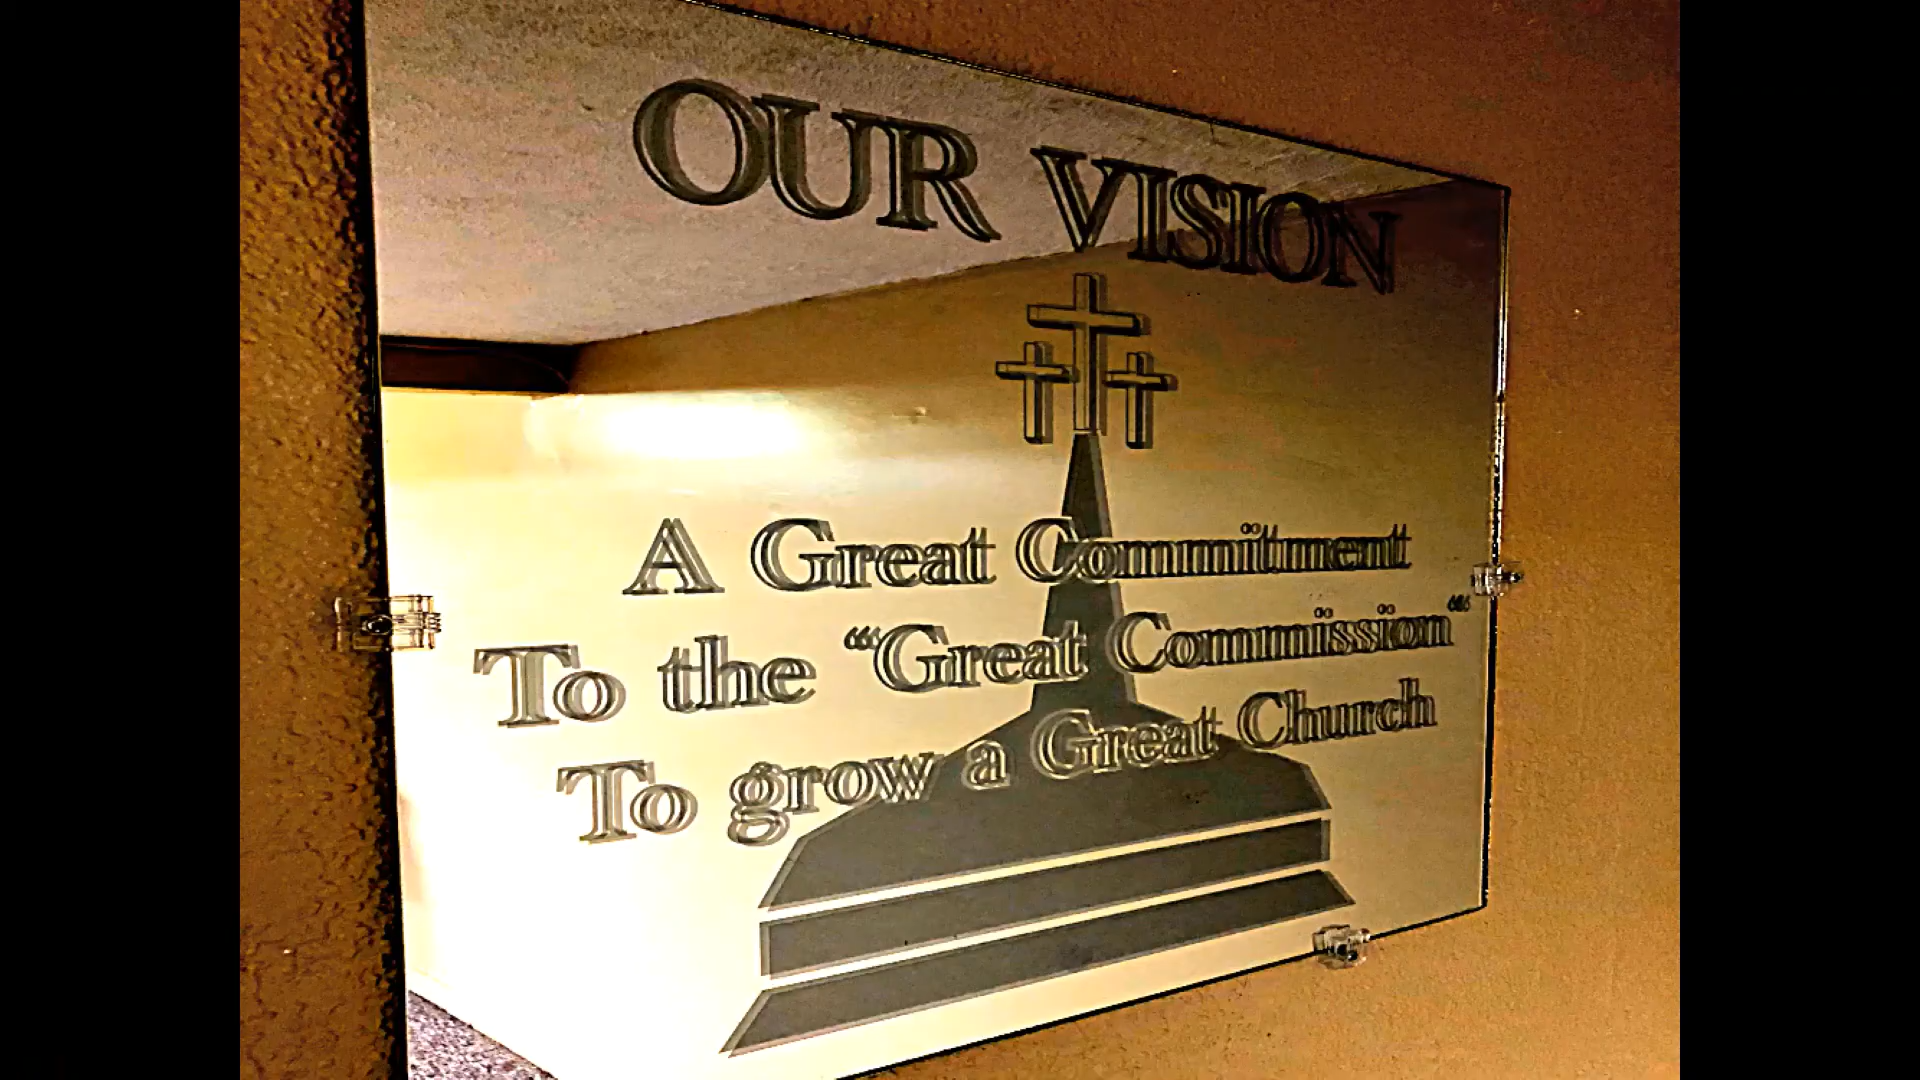 OUR VISION
A Great Commitment
To the "Great Commission"
To grow a Great Church